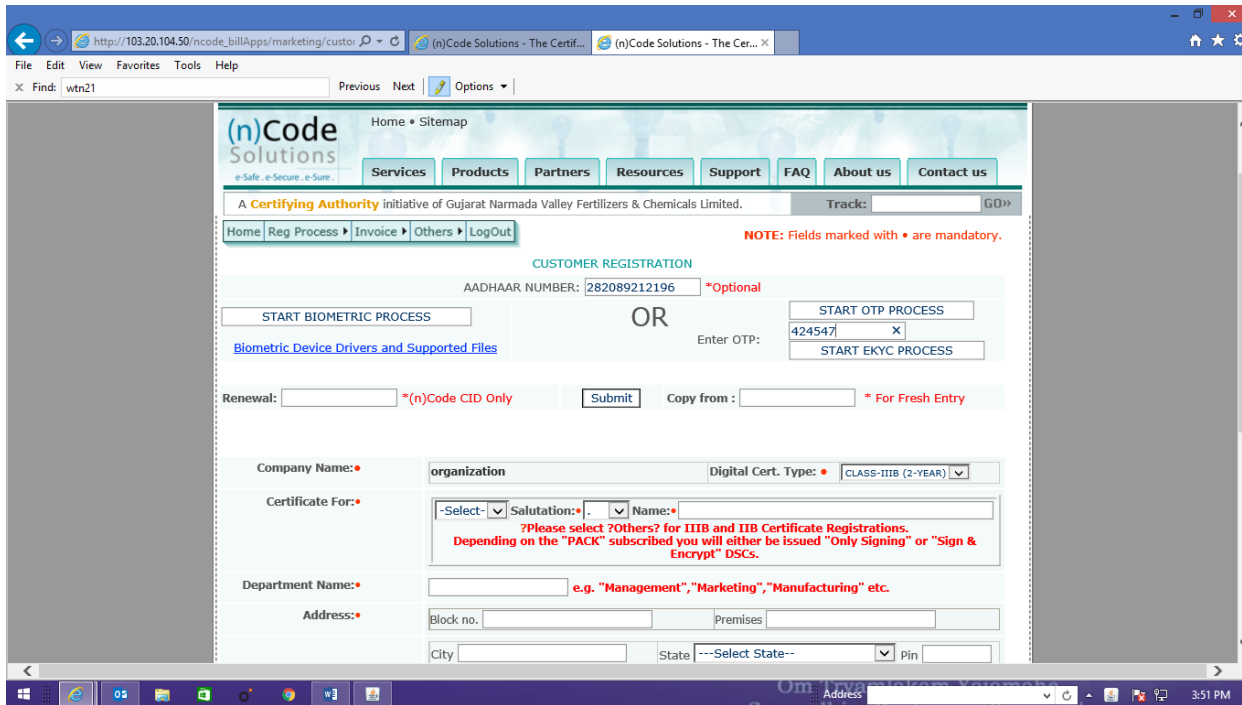 http://103.20.104.50/ncode_billApps/marketing/custo
(n)Code Solutions - The Certif...
(n)Code Solutions - The Cer...
File Edit View Favorites Tools Help
x Find: wtn21 Previous Next Options
(n)Code
Solutions
e-Safe . e-Secure . e-Sure .
Home • Sitemap
Services Products Partners Resources Support FAQ About us Contact us
A Certifying Authority initiative of Gujarat Narmada Valley Fertilizers & Chemicals Limited. Track: GO»
Home Reg Process Invoice Others LogOut
NOTE: Fields marked with • are mandatory.
CUSTOMER REGISTRATION
AADHAAR NUMBER: 282089212196 *Optional
START BIOMETRIC PROCESS OR START OTP PROCESS
Enter OTP: 424547 ×
Biometric Device Drivers and Supported Files START EKYC PROCESS
Renewal: *(n)Code CID Only Submit Copy from : * For Fresh Entry
Company Name:• organization Digital Cert. Type: • CLASS-IIIB (2-YEAR)
Certificate For:• -Select- Salutation:• . Name:•
?Please select ?Others? for IIIB and IIB Certificate Registrations.
Depending on the "PACK" subscribed you will either be issued "Only Signing" or "Sign &
Encrypt" DSCs.
Department Name:• e.g. "Management","Marketing","Manufacturing" etc.
Address:• Block no. Premises
City State ---Select State-- Pin
Om Address 3:51 PM